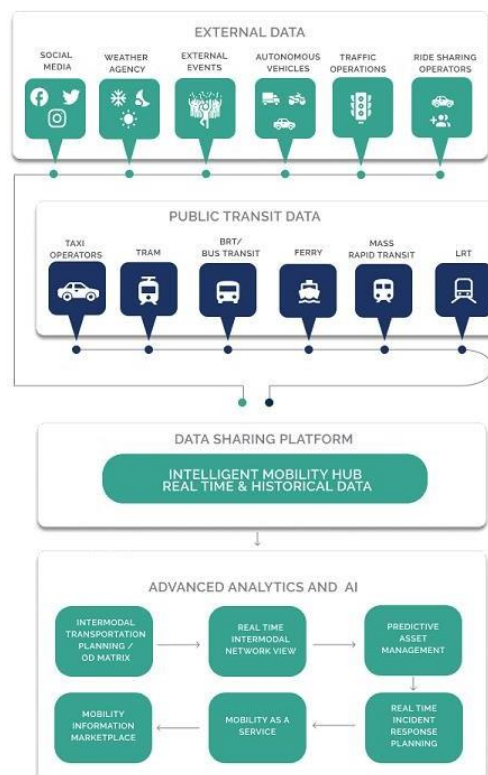 EXTERNAL DATA
SOCIAL
MEDIA
WEATHER
AGENCY
EXTERNAL
EVENTS
AUTONOMOUS
VEHICLES
TRAFFIC
OPERATIONS
RIDE SHARING
OPERATORS
PUBLIC TRANSIT DATA
TAXI
OPERATORS
TRAM
BRT/
BUS TRANSIT
FERRY
MASS
RAPID TRANSIT
LRT
DATA SHARING PLATFORM
INTELLIGENT MOBILITY HUB
REAL TIME & HISTORICAL DATA
ADVANCED ANALYTICS AND AI
INTERMODAL
TRANSPORTATION
PLANNING /
OD MATRIX
REAL TIME
INTERMODAL
NETWORK VIEW
PREDICTIVE
ASSET
MANAGEMENT
MOBILITY
INFORMATION
MARKETPLACE
MOBILITY AS A
SERVICE
REAL TIME
INCIDENT
RESPONSE
PLANNING